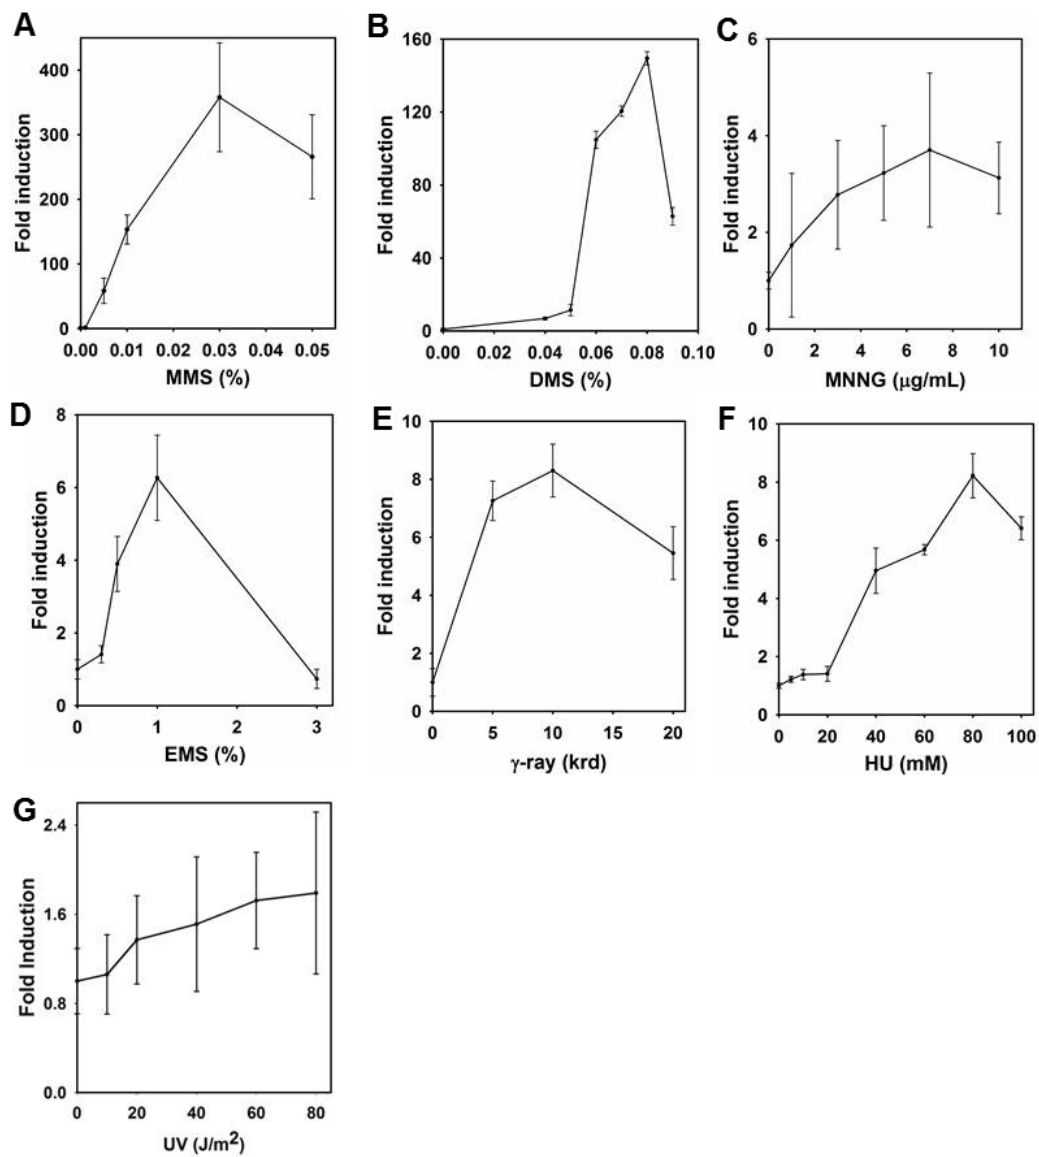 A
400
300
200
100
0
Fold induction
0.00 0.01 0.02 0.03 0.04 0.05
MMS (%)
B
160
120
80
40
0
Fold induction
0.00 0.02 0.04 0.06 0.08 0.10
DMS (%)
C
6
4
2
0
Fold induction
0 2 4 6 8 10
MNNG (μg/mL)
D
8
6
4
2
0
Fold induction
0 1 2 3
EMS (%)
E
10
8
6
4
2
0
Fold induction
0 5 10 15 20
γ-ray (krd)
F
10
8
6
4
2
0
Fold induction
0 20 40 60 80 100
HU (mM)
G
2.4
1.6
0.8
0.0
Fold Induction
0 20 40 60 80
UV (J/m²)